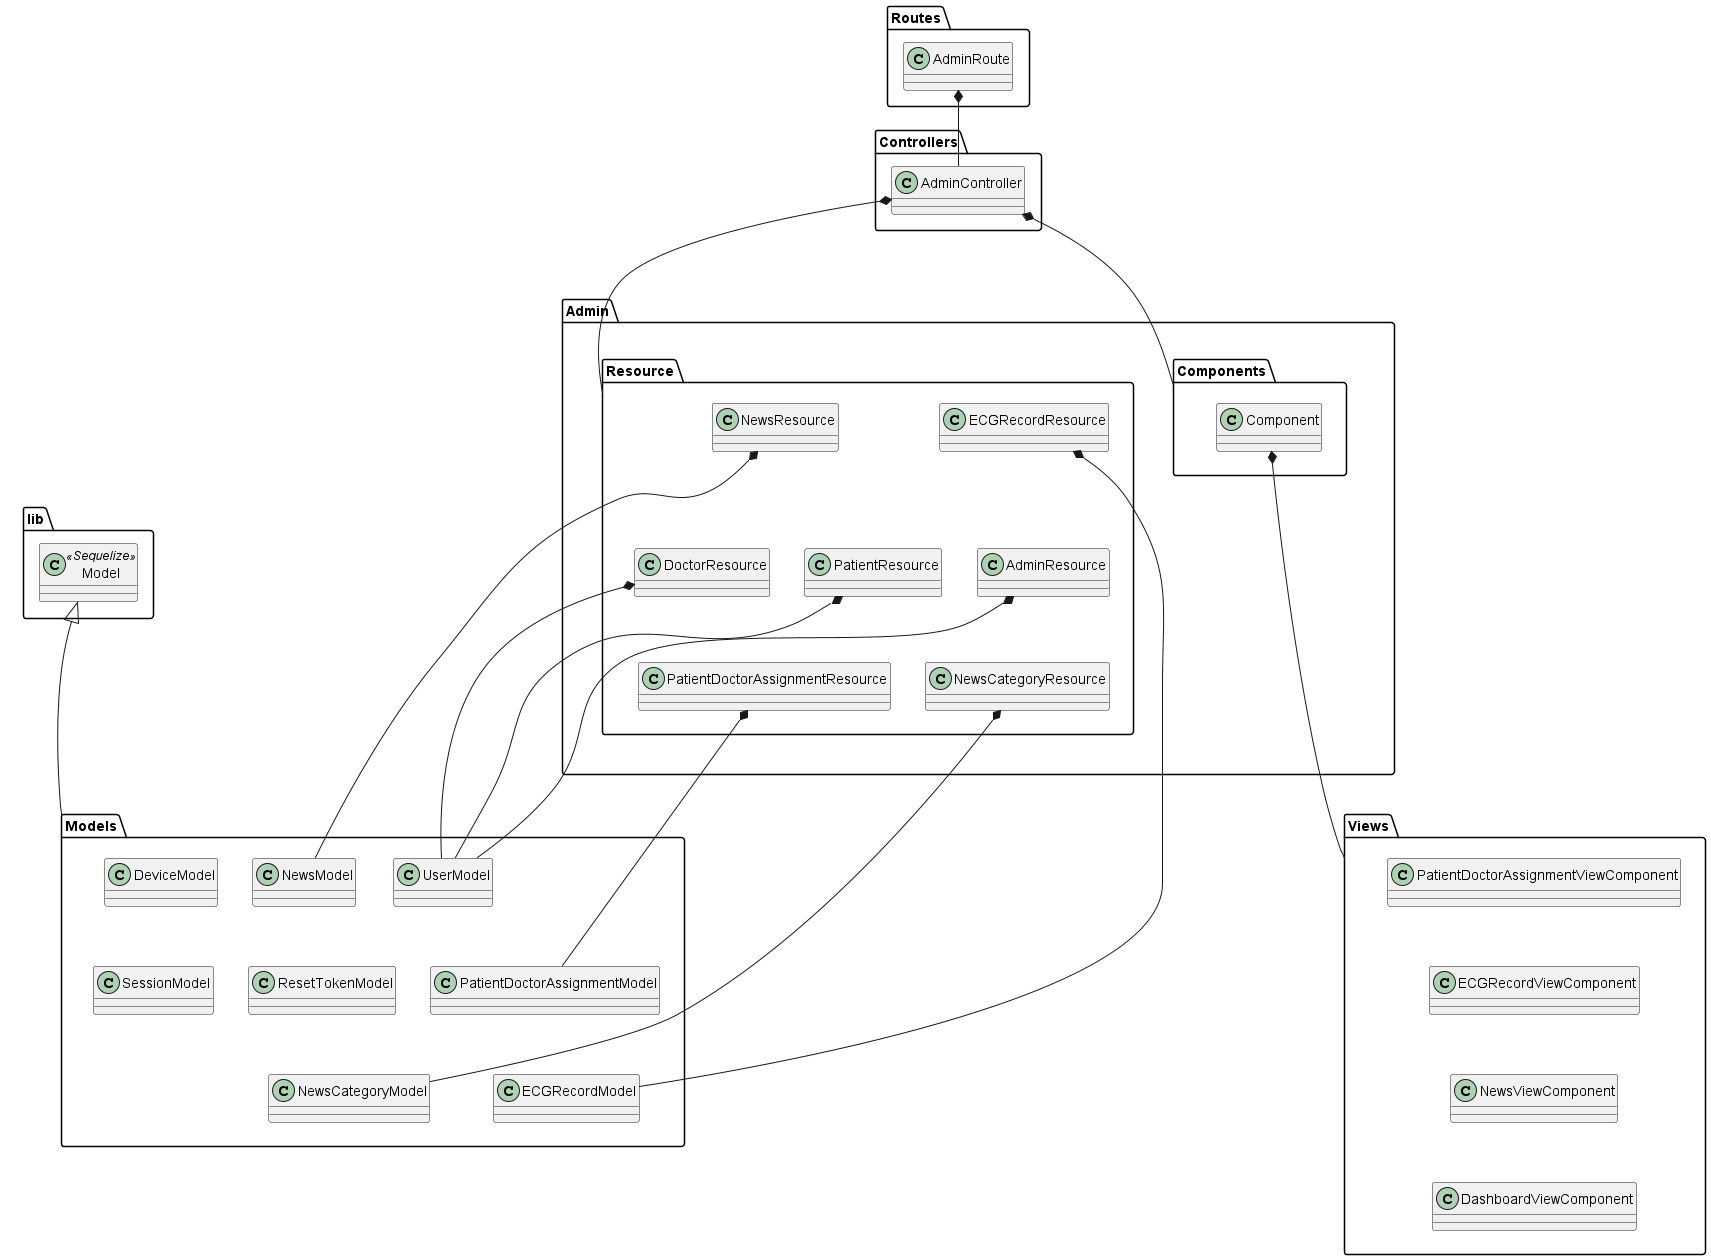 Routes
C AdminRoute
Controllers
C AdminController
Admin
Resource
Components
C NewsResource
C ECGRecordResource
C Component
lib
C «Sequelize»
Model
C DoctorResource
C PatientResource
C AdminResource
C PatientDoctorAssignmentResource
C NewsCategoryResource
Models
Views
C DeviceModel
C NewsModel
C UserModel
C PatientDoctorAssignmentViewComponent
C SessionModel
C ResetTokenModel
C PatientDoctorAssignmentModel
C ECGRecordViewComponent
C NewsCategoryModel
C ECGRecordModel
C NewsViewComponent
C DashboardViewComponent